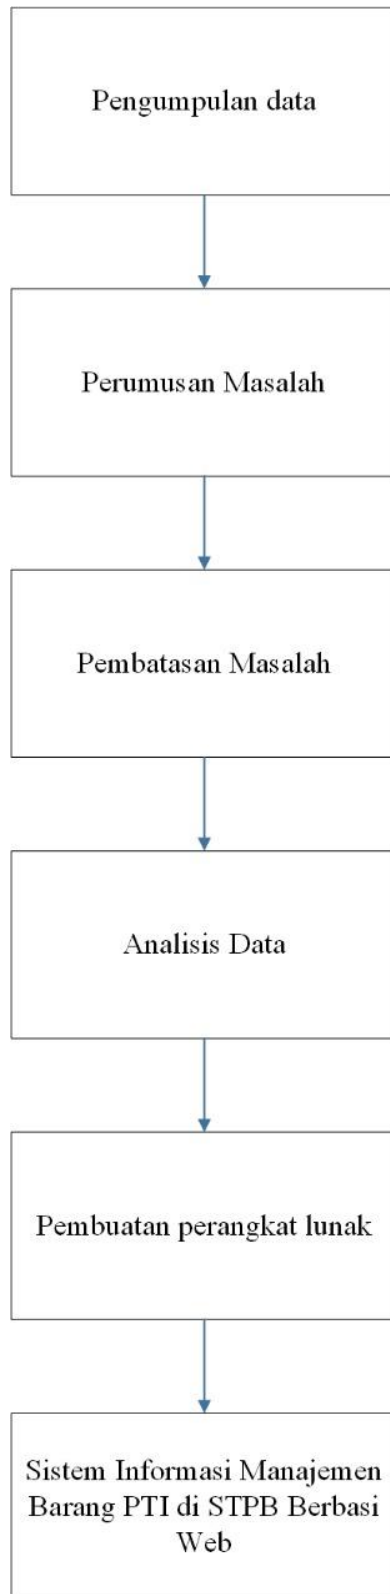 Pengumpulan data
Perumusan Masalah
Pembatasan Masalah
Analisis Data
Pembuatan perangkat lunak
Sistem Informasi Manajemen
Barang PTI di STPB Berbasi
Web